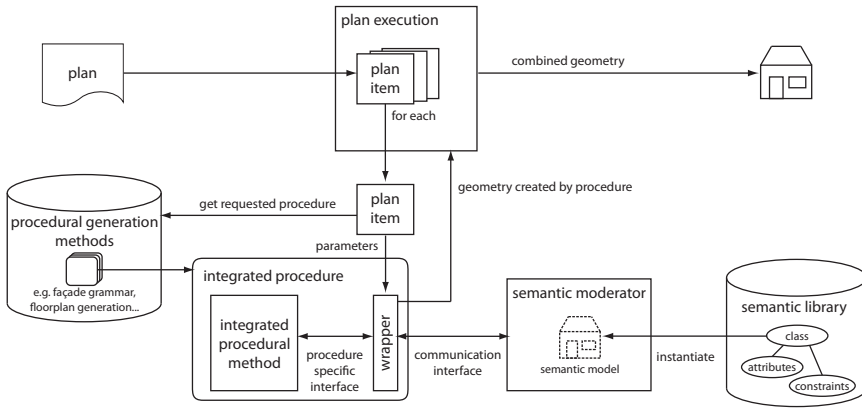 plan execution
plan
plan
item
combined geometry
for each
plan
item
get requested procedure
geometry created by procedure
procedural generation
methods
parameters
e.g. façade grammar,
floorplan generation...
integrated procedure
integrated
procedural
method
procedure
specific
interface
wrapper
communication
interface
semantic moderator
semantic model
instantiate
semantic library
class
attributes
constraints